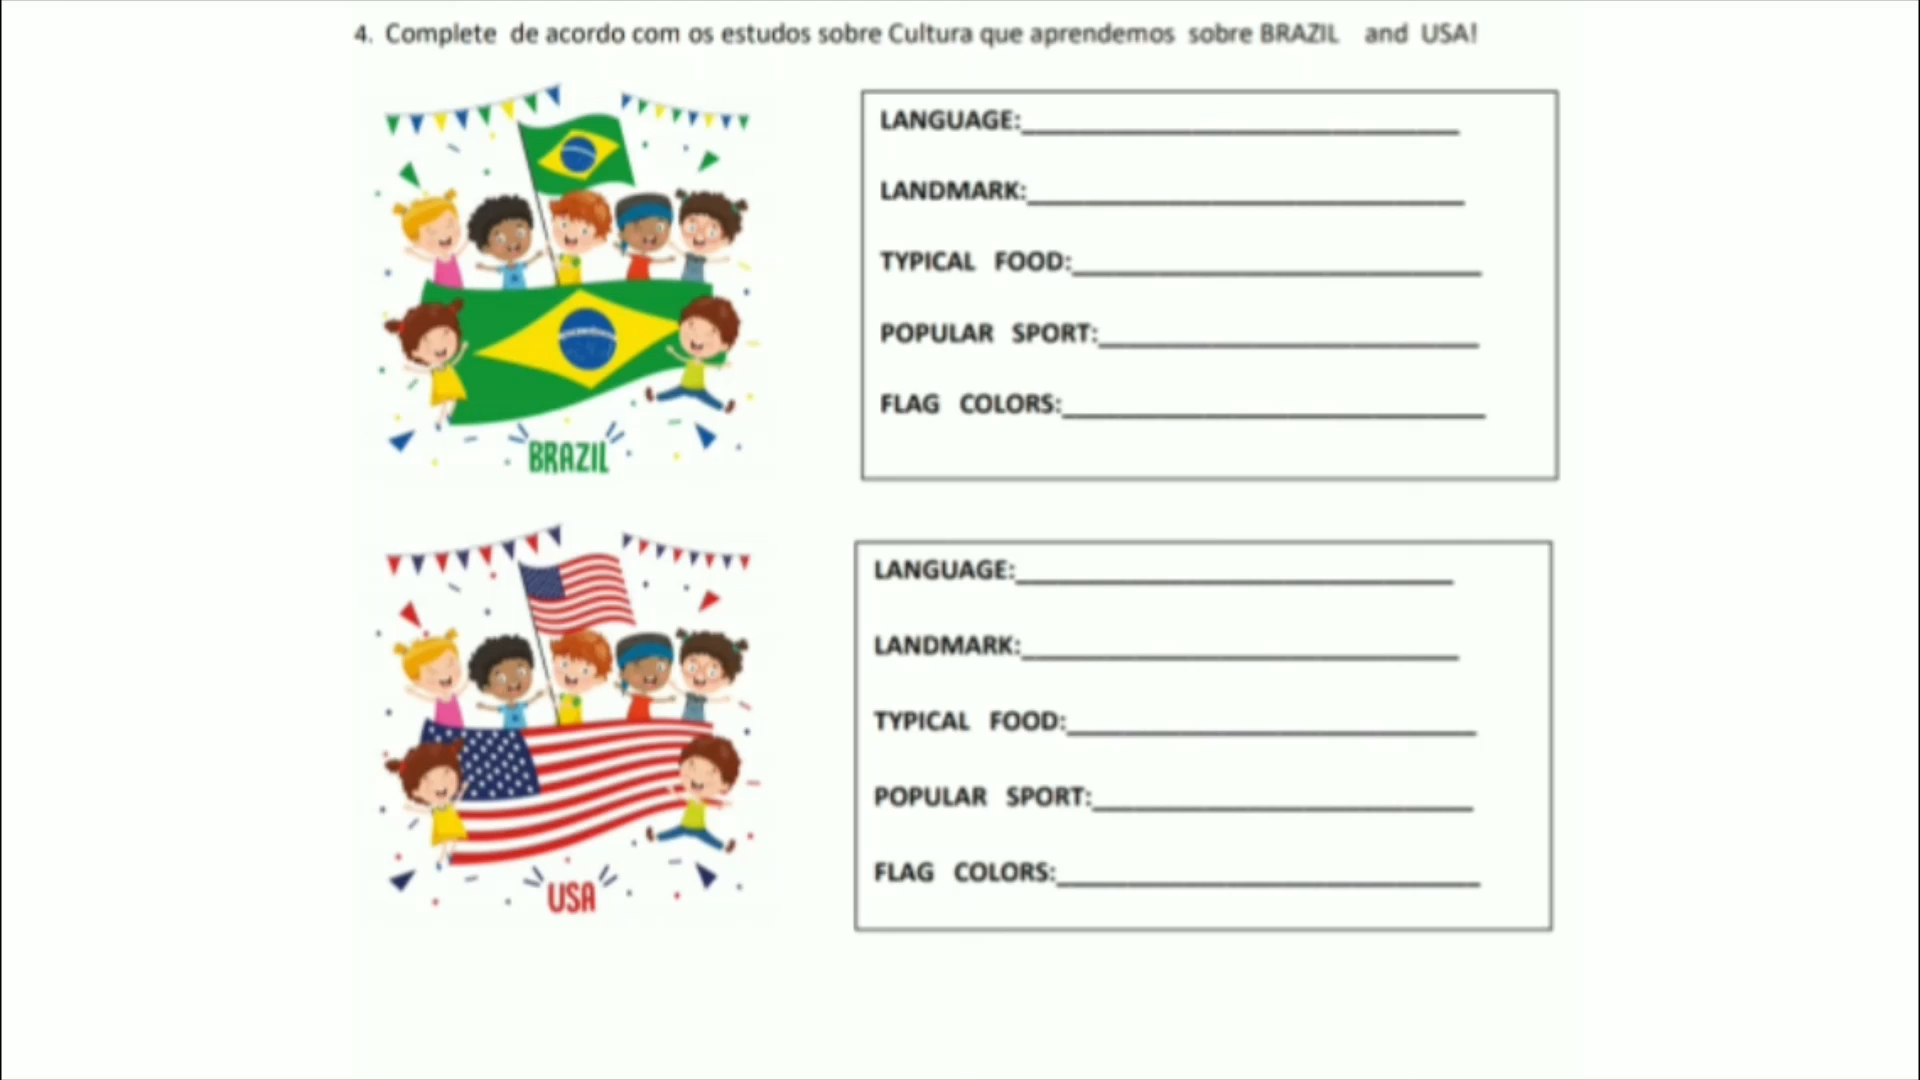 4. Complete de acordo com os estudos sobre Cultura que aprendemos sobre BRAZIL and USA!
LANGUAGE:
LANDMARK:
TYPICAL FOOD:
POPULAR SPORT:
FLAG COLORS:
BRAZIL
LANGUAGE:
LANDMARK:
TYPICAL FOOD:
POPULAR SPORT:
FLAG COLORS:
USA